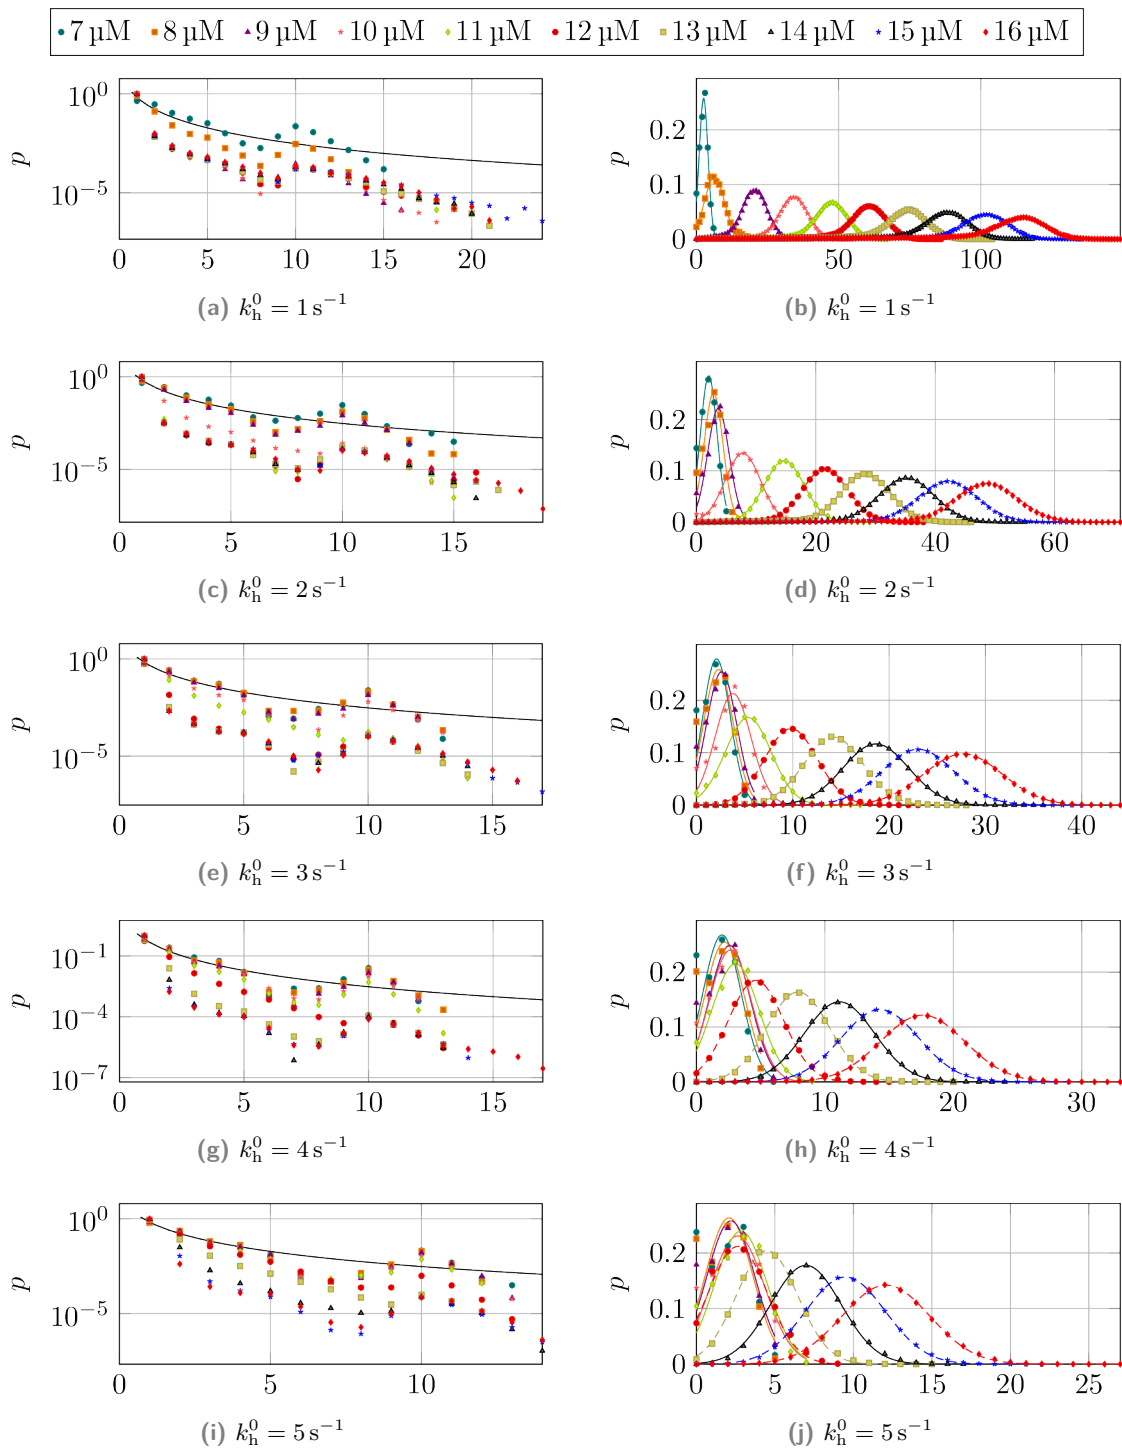 7 µM 8 µM 9 µM 10 µM 11 µM 12 µM 13 µM 14 µM 15 µM 16 µM
p
10^0
10^−5
0 5 10 15 20
(a) k_h^0 = 1 s^−1
p
0.2
0.1
0
0 50 100
(b) k_h^0 = 1 s^−1
p
10^0
10^−5
0 5 10 15
(c) k_h^0 = 2 s^−1
p
0.2
0.1
0
0 20 40 60
(d) k_h^0 = 2 s^−1
p
10^0
10^−5
0 5 10 15
(e) k_h^0 = 3 s^−1
p
0.2
0.1
0
0 10 20 30 40
(f) k_h^0 = 3 s^−1
p
10^−1
10^−4
10^−7
0 5 10 15
(g) k_h^0 = 4 s^−1
p
0.2
0.1
0
0 10 20 30
(h) k_h^0 = 4 s^−1
p
10^0
10^−5
0 5 10
(i) k_h^0 = 5 s^−1
p
0.2
0.1
0
0 5 10 15 20 25
(j) k_h^0 = 5 s^−1